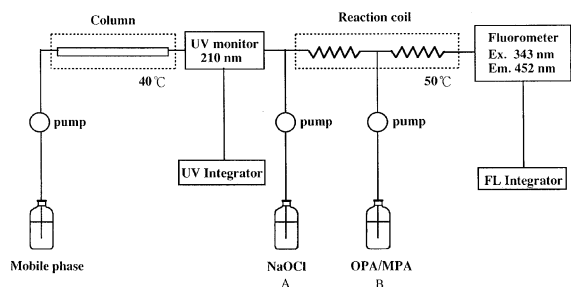 Column
Reaction coil
UV monitor
210 nm
Fluorometer
Ex. 343 nm
Em. 452 nm
40℃
50℃
pump
pump
pump
UV Integrator
FL Integrator
Mobile phase
NaOCl
OPA/MPA
A
B